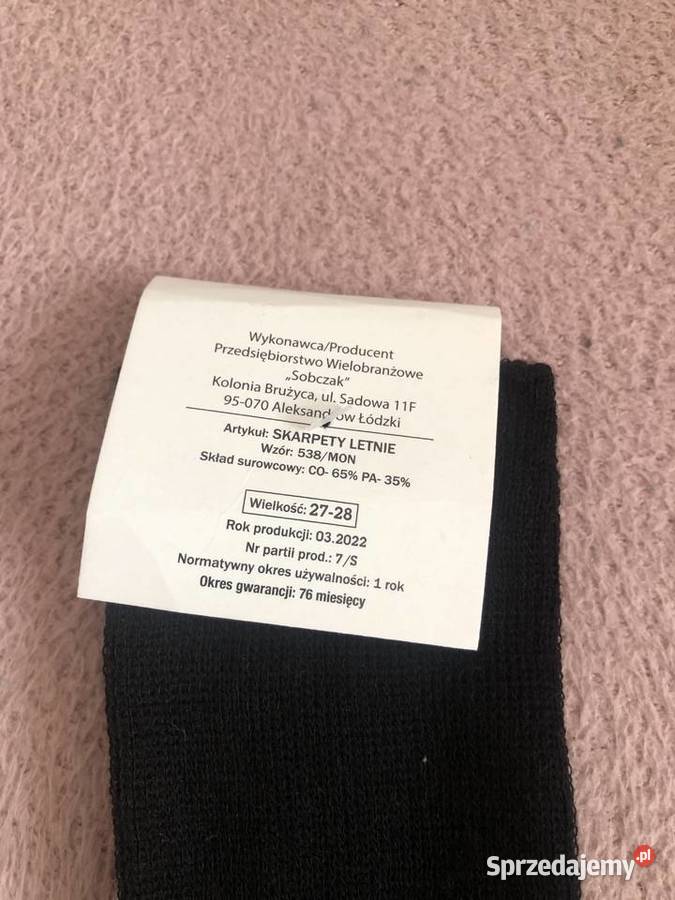 Wykonawca/Producent
Przedsiębiorstwo Wielobranżowe
„Sobczak”
Kolonia Brużyca, ul. Sądowa 11F
95-070 Aleksandrów Łódzki
Artykuł: SKARPETY LETNIE
Wzór: 538/MON
Skład surowcowy: CO- 65% PA- 35%
Wielkość: 27-28
Rok produkcji: 03.2022
Nr partii prod.: 7/S
Normatywny okres używalności: 1 rok
Okres gwarancji: 76 miesięcy
Sprzedajemy.pl